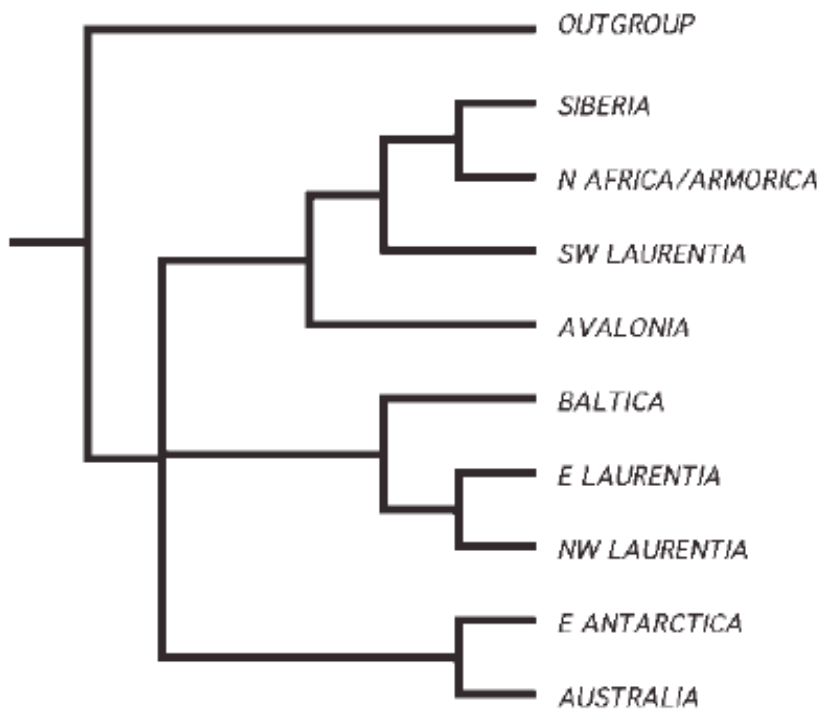 OUTGROUP
SIBERIA
N AFRICA/ARMORICA
SW LAURENTIA
AVALONIA
BALTICA
E LAURENTIA
NW LAURENTIA
E ANTARCTICA
AUSTRALIA